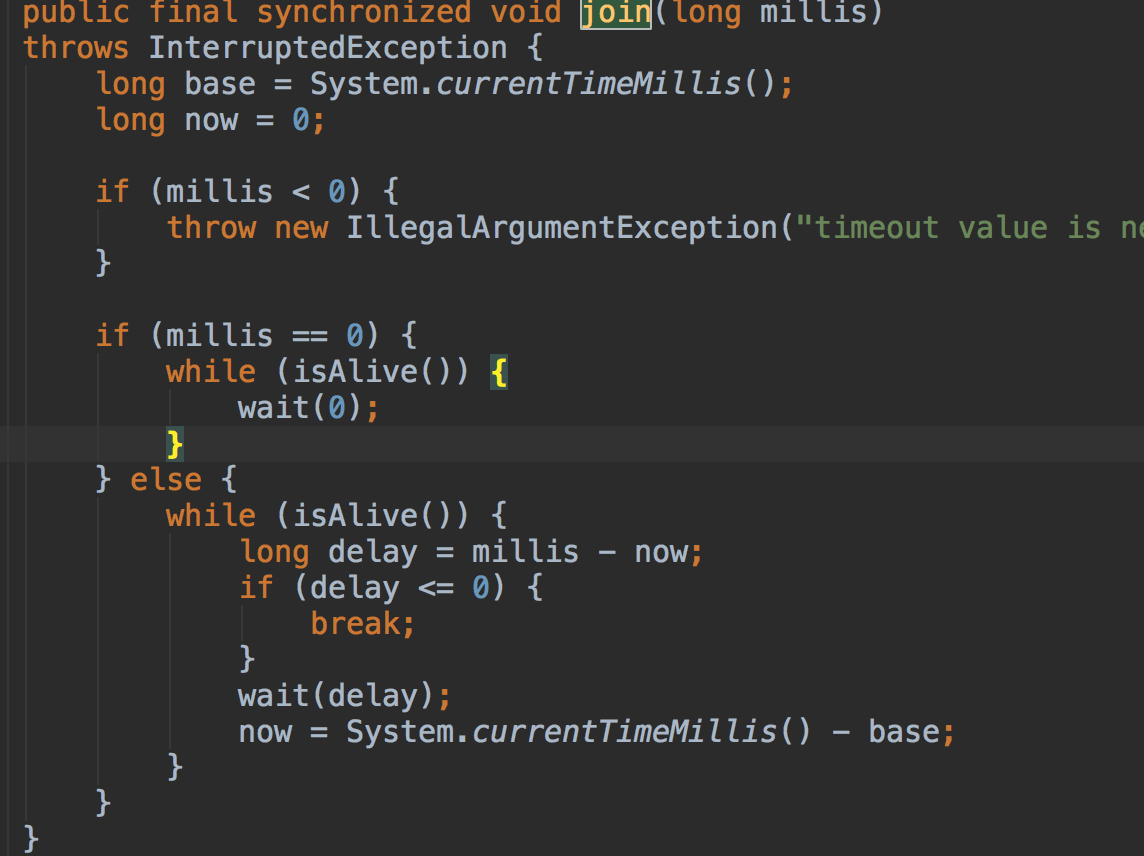 public final synchronized void join(long millis)
throws InterruptedException {
    long base = System.currentTimeMillis();
    long now = 0;

    if (millis < 0) {
        throw new IllegalArgumentException("timeout value is ne
    }

    if (millis == 0) {
        while (isAlive()) {
            wait(0);
        }
    } else {
        while (isAlive()) {
            long delay = millis - now;
            if (delay <= 0) {
                break;
            }
            wait(delay);
            now = System.currentTimeMillis() - base;
        }
    }
}